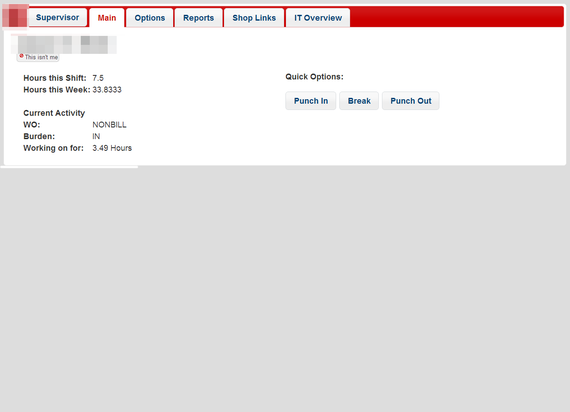 Supervisor Main Options Reports Shop Links IT Overview
This isn't me
Hours this Shift: 7.5
Hours this Week: 33.8333
Quick Options:
Punch In Break Punch Out
Current Activity
WO: NONBILL
Burden: IN
Working on for: 3.49 Hours